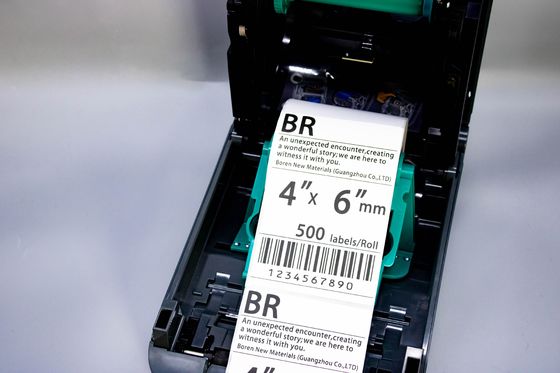 BR
An unexpected encounter,creating
a wonderful story;we are here to
witness it with you.
Boren New Materials (Guangzhou Co.,LTD)
4”x 6”mm
500 labels/Roll
1234567890
BR
An unexpected encounter,creating
a wonderful story;we are here to
witness it with you.
Boren New Materials (Guangzhou Co.,LTD)
4”